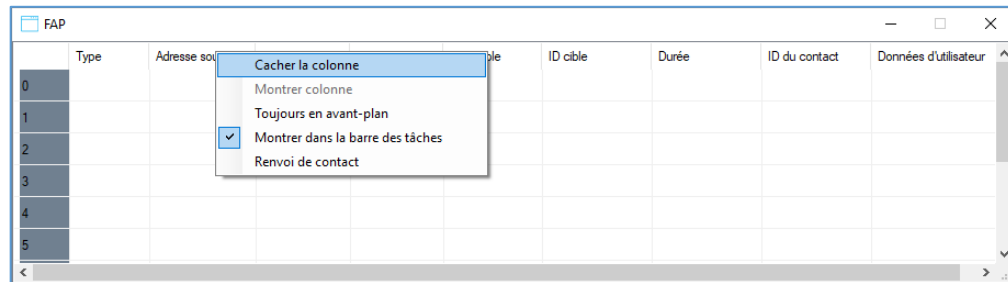 FAP
Type Adresse sou ble ID cible Durée ID du contact Données d'utilisateur
Cacher la colonne
0
Montrer colonne
Toujours en avant-plan
1
Montrer dans la barre des tâches
2
Renvoi de contact
3
4
5